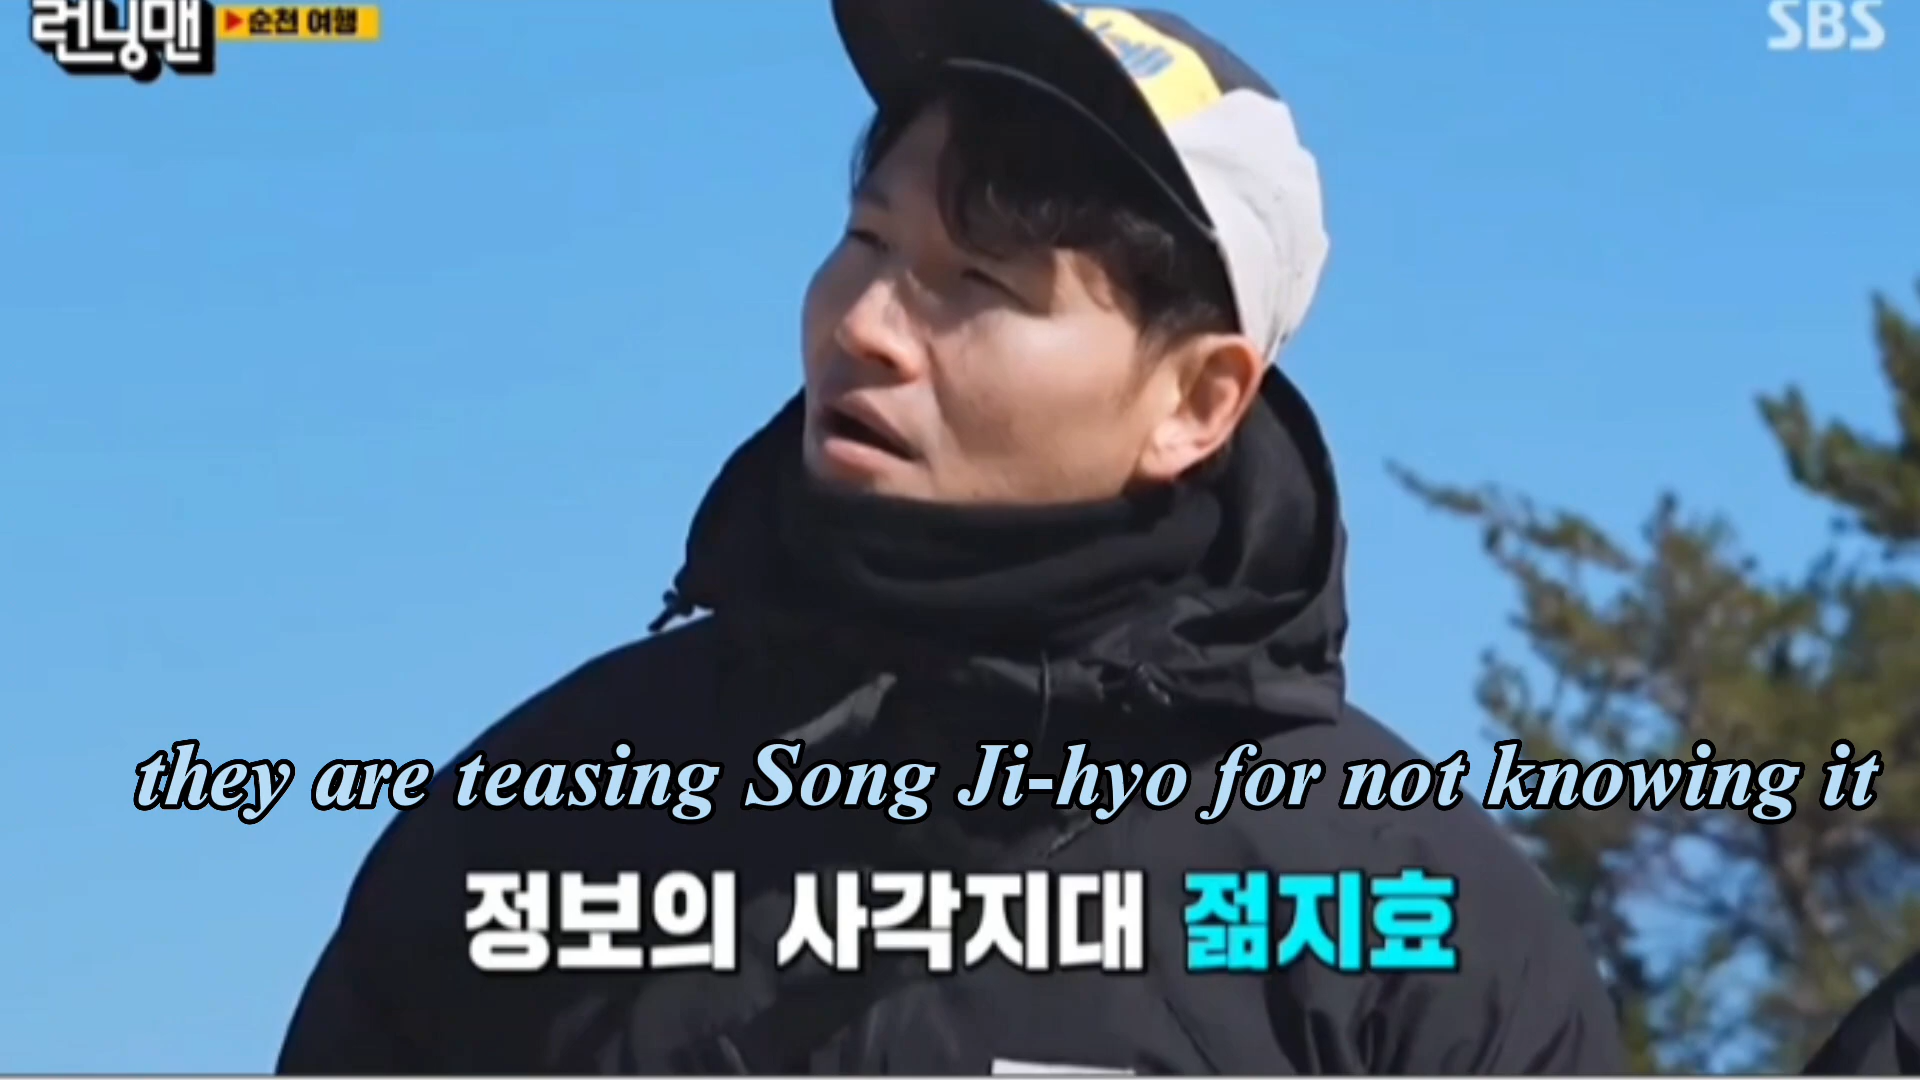 런닝맨 순천 여행
SBS
they are teasing Song Ji-hyo for not knowing it
정보의 사각지대 젊지효